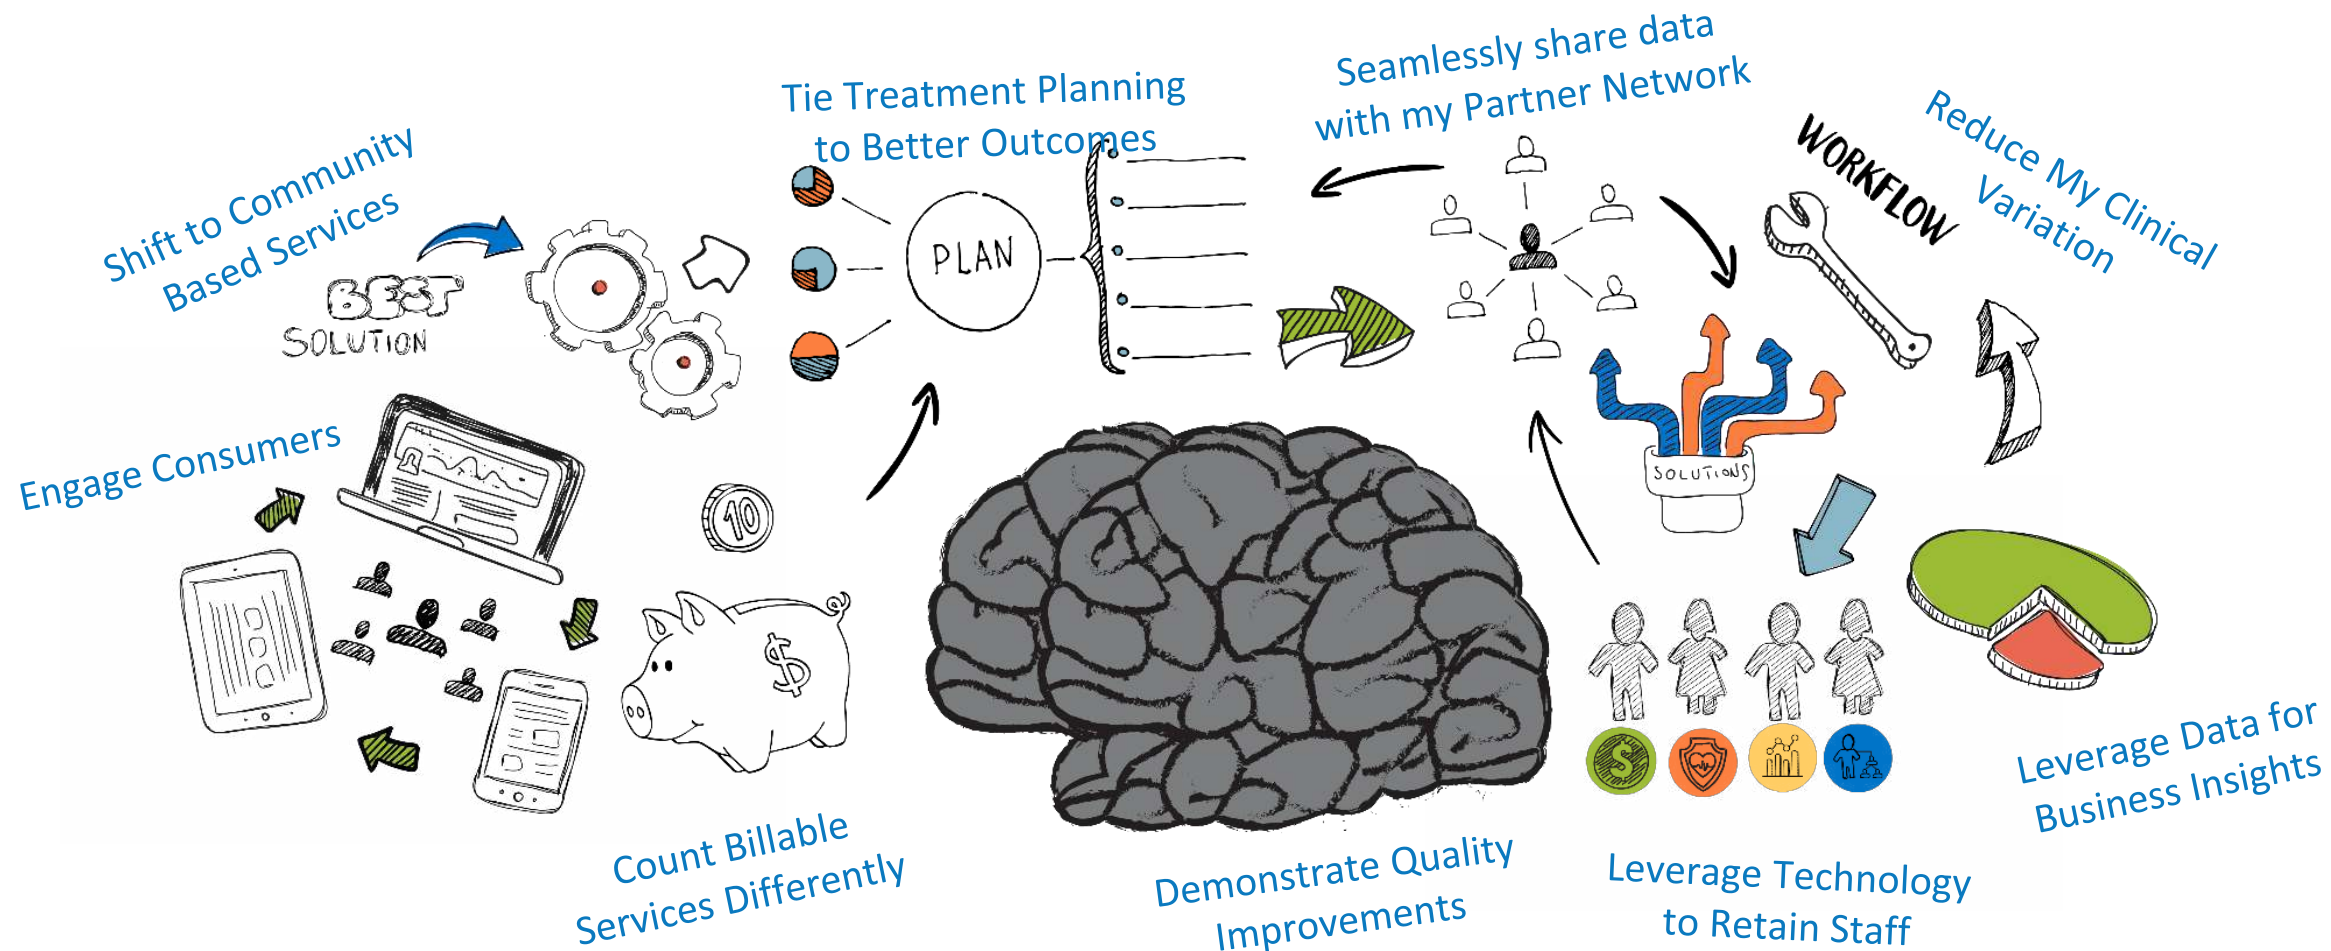 Seamlessly share data
with my Partner Network
Tie Treatment Planning
to Better Outcomes
Reduce My Clinical
Variation
WORKFLOW
Shift to Community
Based Services
BEST
SOLUTION
PLAN
Engage Consumers
SOLUTIONS
10
$
$
Leverage Data for
Business Insights
Count Billable
Services Differently
Demonstrate Quality
Improvements
Leverage Technology
to Retain Staff